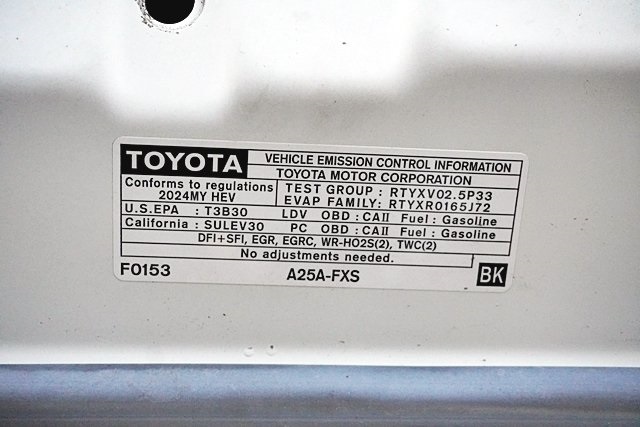 TOYOTA VEHICLE EMISSION CONTROL INFORMATION
TOYOTA MOTOR CORPORATION
Conforms to regulations
2024MY HEV
TEST GROUP : RTYXV02.5P33
EVAP FAMILY: RTYXR0165J72
U.S.EPA : T3B30 LDV OBD : CAII Fuel : Gasoline
California : SULEV30 PC OBD : CAII Fuel : Gasoline
DFI+SFI, EGR, EGRC, WR-HO2S(2), TWC(2)
No adjustments needed.
F0153 A25A-FXS BK